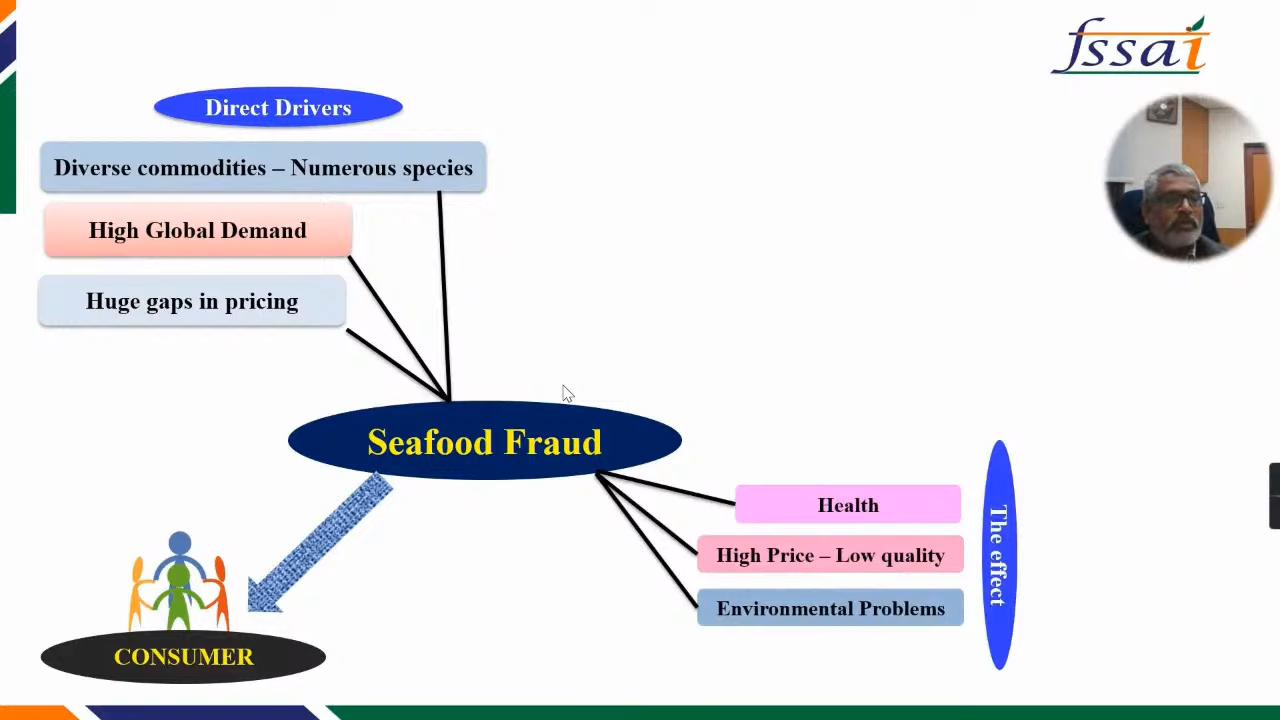 fssai
Direct Drivers
Diverse commodities – Numerous species
High Global Demand
Huge gaps in pricing
Seafood Fraud
Health
High Price – Low quality
Environmental Problems
The effect
CONSUMER